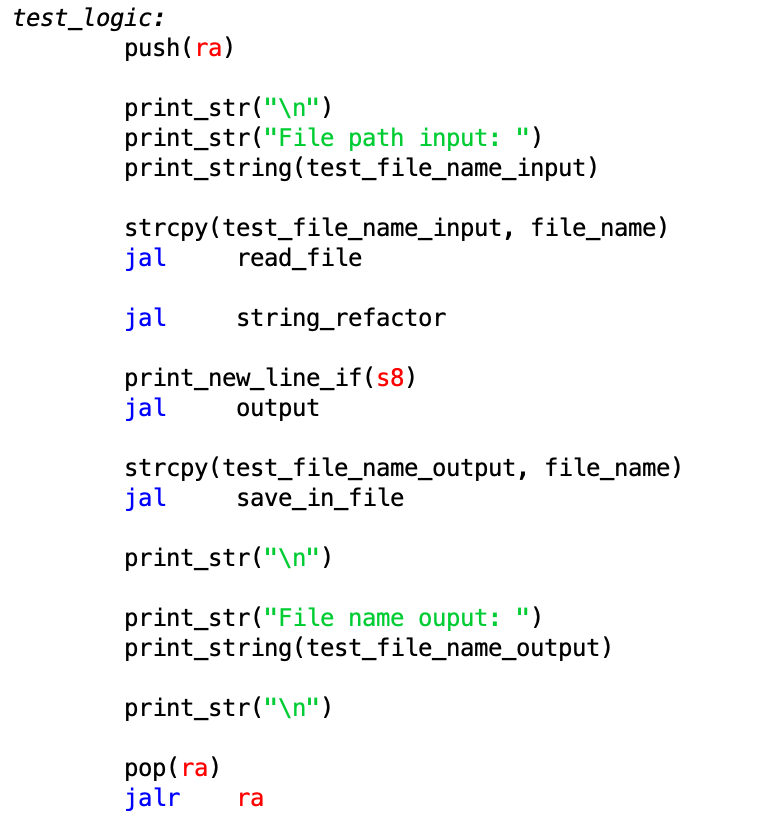 test_logic:
push(ra)
print_str("\n")
print_str("File path input: ")
print_string(test_file_name_input)
strcpy(test_file_name_input, file_name)
jal read_file
jal string_refactor
print_new_line_if(s8)
jal output
strcpy(test_file_name_output, file_name)
jal save_in_file
print_str("\n")
print_str("File name ouput: ")
print_string(test_file_name_output)
print_str("\n")
pop(ra)
jalr ra